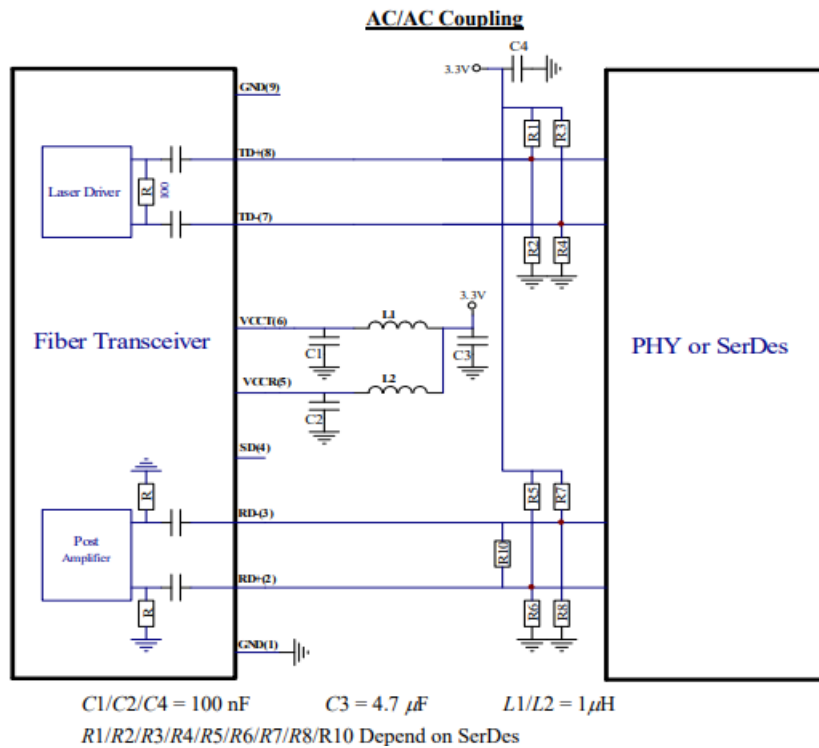 AC/AC Coupling
C4
3.3V
GND(9)
R1
R3
TD+(8)
Laser Driver
R
100
TD-(7)
R2
R4
3.3V
VCCT(6)
L1
Fiber Transceiver
C1
C3
PHY or SerDes
L2
VCCR(5)
C2
SD(4)
R
R5
R7
RD-(3)
Post
Amplifier
R10
RD+(2)
R
R6
R8
GND(1)
C1/C2/C4 = 100 nF C3 = 4.7 μF L1/L2 = 1μH
R1/R2/R3/R4/R5/R6/R7/R8/R10 Depend on SerDes